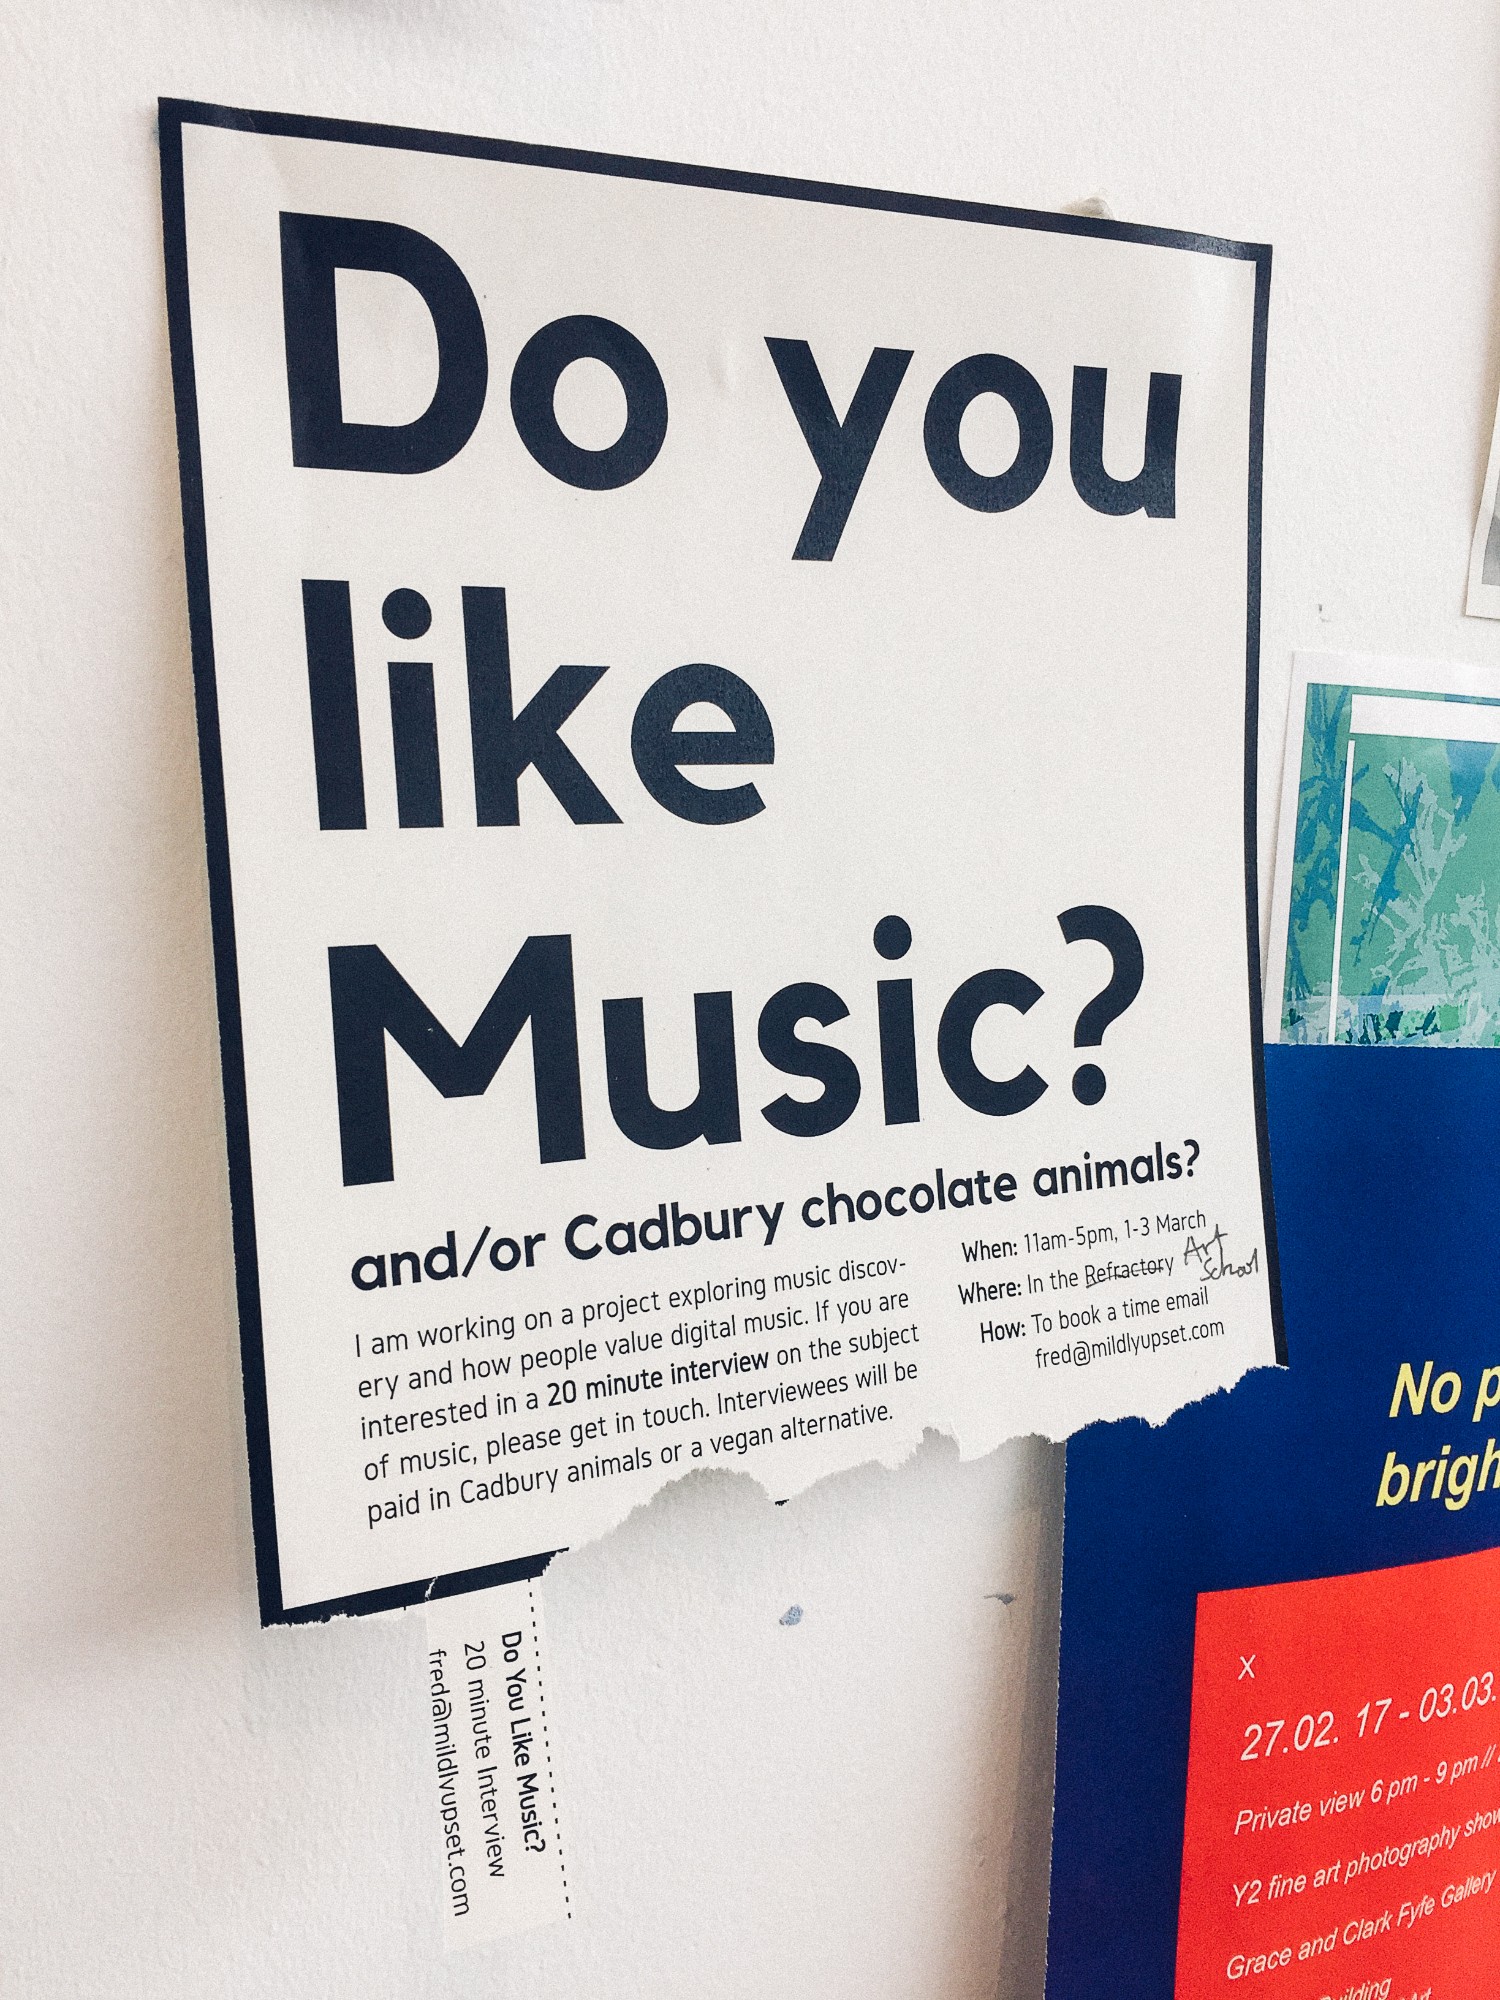 Do you
like
Music?
and/or Cadbury chocolate animals?
I am working on a project exploring music discov-
ery and how people value digital music. If you are
interested in a 20 minute interview on the subject
of music, please get in touch. Interviewees will be
paid in Cadbury animals or a vegan alternative.
When: 11am-5pm, 1-3 March
Where: In the Refractory Art
School
How: To book a time email
fred@mildlyupset.com
Do You Like Music?
20 minute Interview
fred@mildlyupset.com
No p
brigh
X
27.02. 17 - 03.03.
Private view 6 pm - 9 pm //
Y2 fine art photography show
Grace and Clark Fyfe Gallery